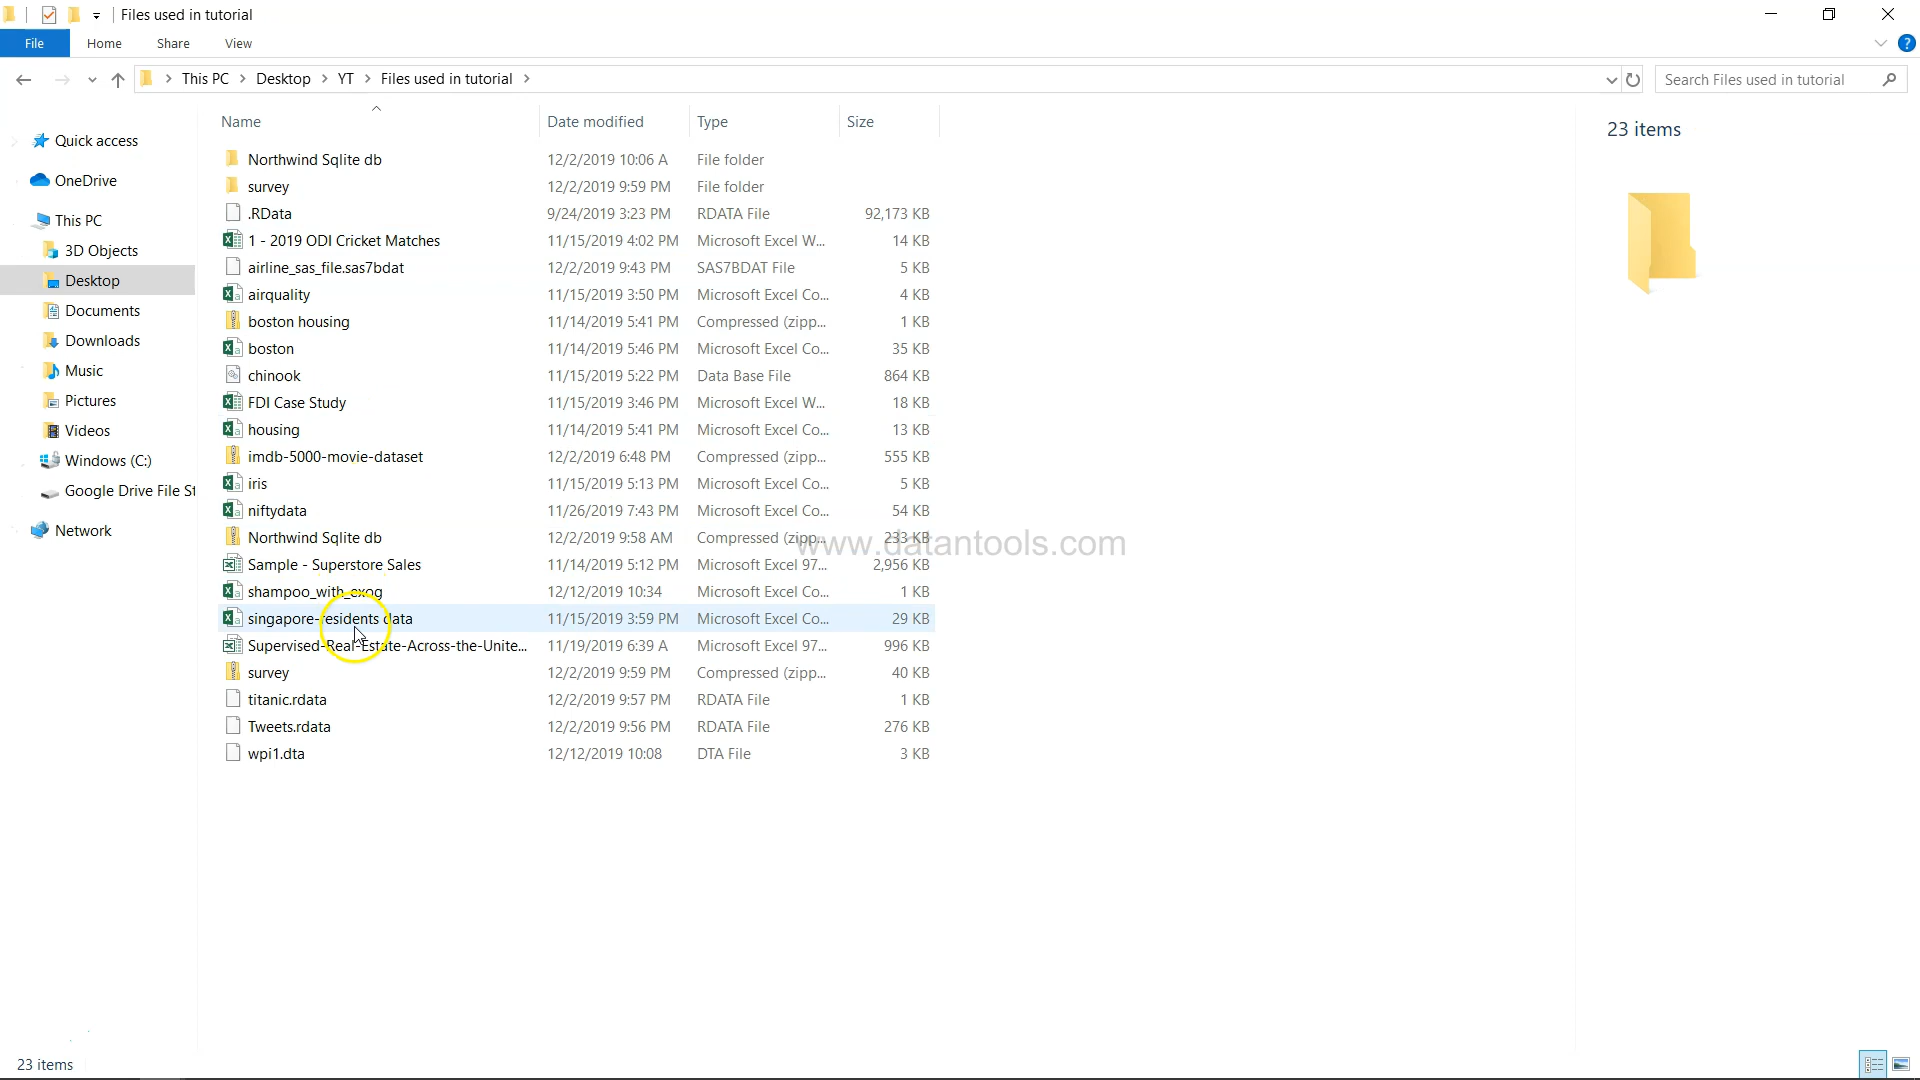 Files used in tutorial
File Home Share View
This PC Desktop YT Files used in tutorial Search Files used in tutorial
Name Date modified Type Size
23 items
Quick access
OneDrive
This PC
3D Objects
Desktop
Documents
Downloads
Music
Pictures
Videos
Windows (C:)
Google Drive File St
Network
Northwind Sqlite db 12/2/2019 10:06 A File folder
survey 12/2/2019 9:59 PM File folder
.RData 9/24/2019 3:23 PM RDATA File 92,173 KB
1 - 2019 ODI Cricket Matches 11/15/2019 4:02 PM Microsoft Excel W... 14 KB
airline_sas_file.sas7bdat 12/2/2019 9:43 PM SAS7BDAT File 5 KB
airquality 11/15/2019 3:50 PM Microsoft Excel Co... 4 KB
boston housing 11/14/2019 5:41 PM Compressed (zipp... 1 KB
boston 11/14/2019 5:46 PM Microsoft Excel Co... 35 KB
chinook 11/15/2019 5:22 PM Data Base File 864 KB
FDI Case Study 11/15/2019 3:46 PM Microsoft Excel W... 18 KB
housing 11/14/2019 5:41 PM Microsoft Excel Co... 13 KB
imdb-5000-movie-dataset 12/2/2019 6:48 PM Compressed (zipp... 555 KB
iris 11/15/2019 5:13 PM Microsoft Excel Co... 5 KB
niftydata 11/26/2019 7:43 PM Microsoft Excel Co... 54 KB
Northwind Sqlite db 12/2/2019 9:58 AM Compressed (zipp... 233 KB
www.datantools.com
Sample - Superstore Sales 11/14/2019 5:12 PM Microsoft Excel 97... 2,956 KB
shampoo_with_exog 12/12/2019 10:34 Microsoft Excel Co... 1 KB
singapore-residents data 11/15/2019 3:59 PM Microsoft Excel Co... 29 KB
Supervised-Real-Estate-Across-the-Unite... 11/19/2019 6:39 A Microsoft Excel 97... 996 KB
survey 12/2/2019 9:59 PM Compressed (zipp... 40 KB
titanic.rdata 12/2/2019 9:57 PM RDATA File 1 KB
Tweets.rdata 12/2/2019 9:56 PM RDATA File 276 KB
wpi1.dta 12/12/2019 10:08 DTA File 3 KB
23 items